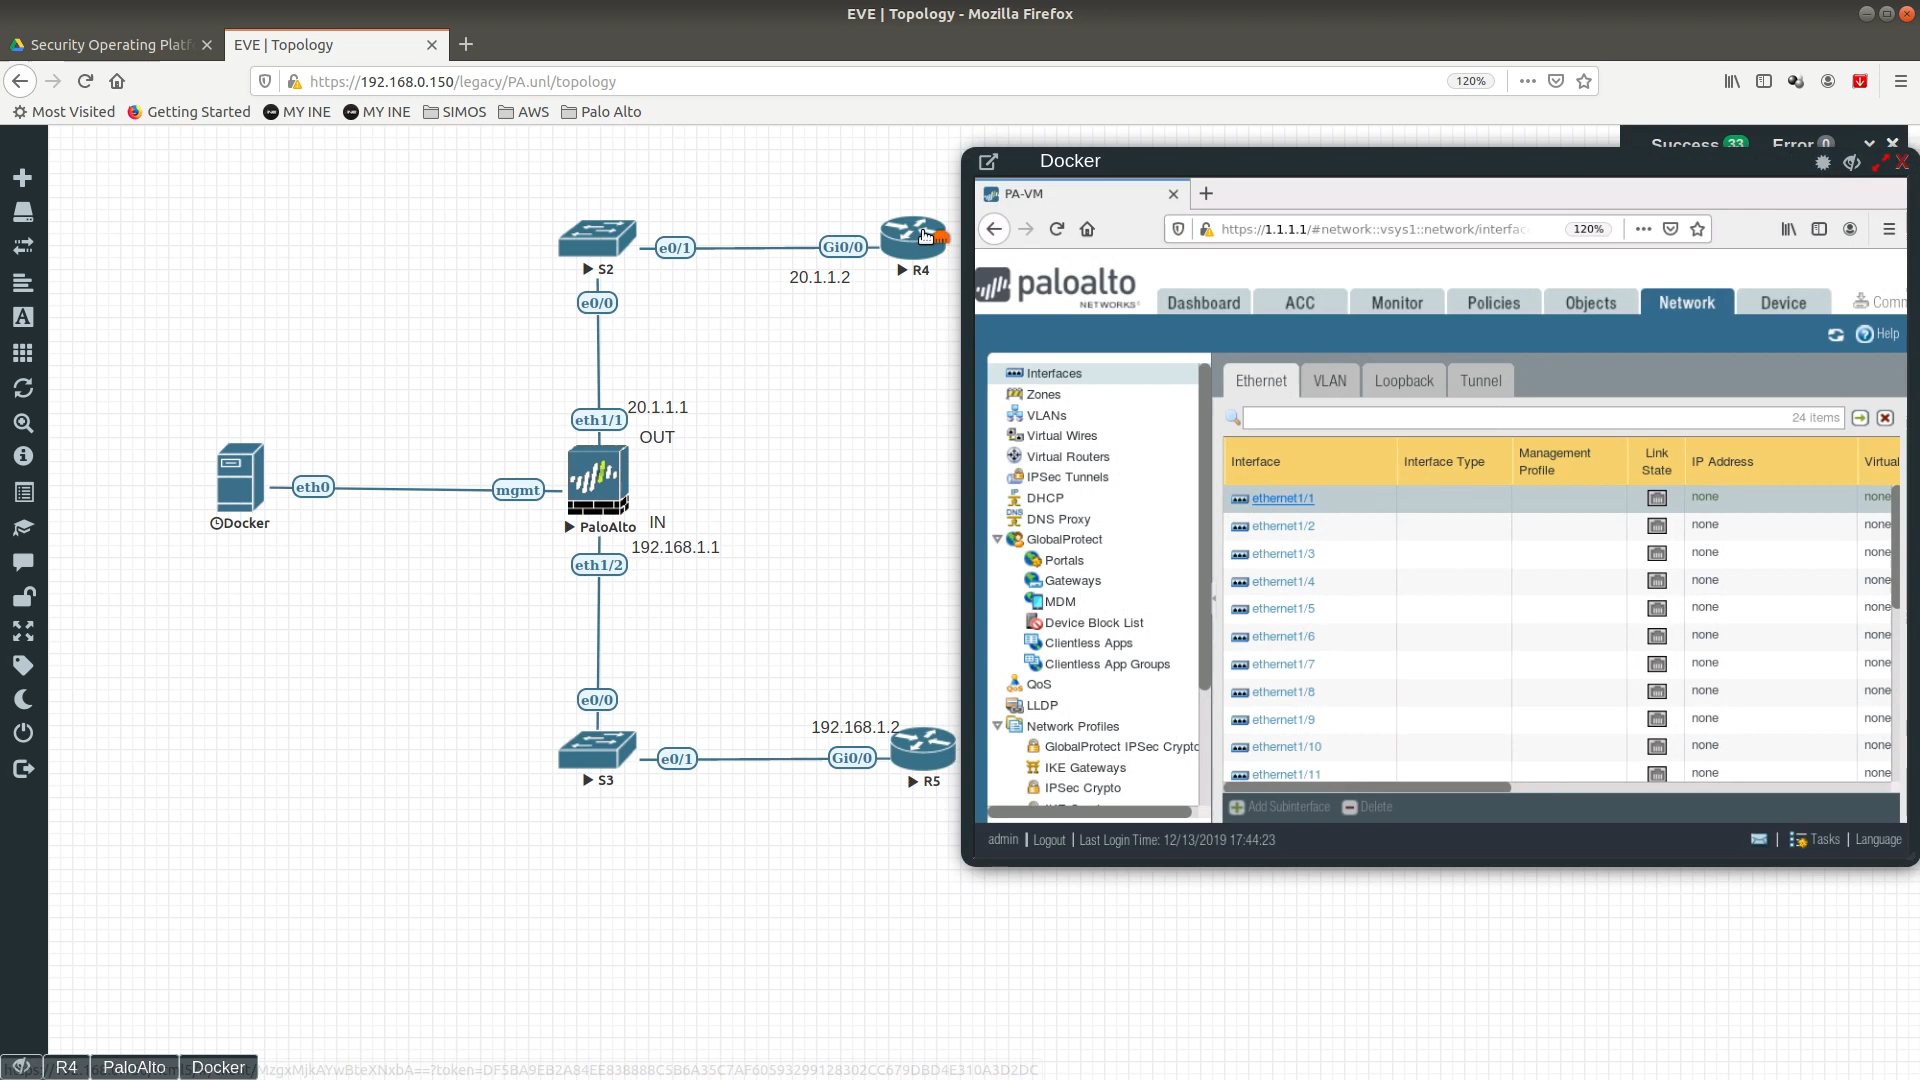 EVE | Topology - Mozilla Firefox
Security Operating Platf
EVE | Topology
https://192.168.0.150/legacy/PA.unl/topology
120%
Most Visited
Getting Started
MY INE
MY INE
SIMOS
AWS
Palo Alto
Success 33
Error 0
S2
e0/1
Gi0/0
R4
20.1.1.2
e0/0
20.1.1.1
eth1/1
OUT
Docker
eth0
mgmt
PaloAlto
IN
192.168.1.1
eth1/2
e0/0
S3
e0/1
192.168.1.2
Gi0/0
R5
Docker
PA-VM
https://1.1.1.1/#network::vsys1::network/interfac
120%
paloalto
NETWORKS
Dashboard
ACC
Monitor
Policies
Objects
Network
Device
Comm
Help
Interfaces
Zones
VLANs
Virtual Wires
Virtual Routers
IPSec Tunnels
DHCP
DNS Proxy
GlobalProtect
Portals
Gateways
MDM
Device Block List
Clientless Apps
Clientless App Groups
QoS
LLDP
Network Profiles
GlobalProtect IPSec Crypto
IKE Gateways
IPSec Crypto
Ethernet
VLAN
Loopback
Tunnel
24 items
Interface
Interface Type
Management Profile
Link State
IP Address
Virtual
ethernet1/1 none none
ethernet1/2 none none
ethernet1/3 none none
ethernet1/4 none none
ethernet1/5 none none
ethernet1/6 none none
ethernet1/7 none none
ethernet1/8 none none
ethernet1/9 none none
ethernet1/10 none none
ethernet1/11 none none
Add Subinterface
Delete
admin | Logout | Last Login Time: 12/13/2019 17:44:23
Tasks | Language
R4
PaloAlto
Docker